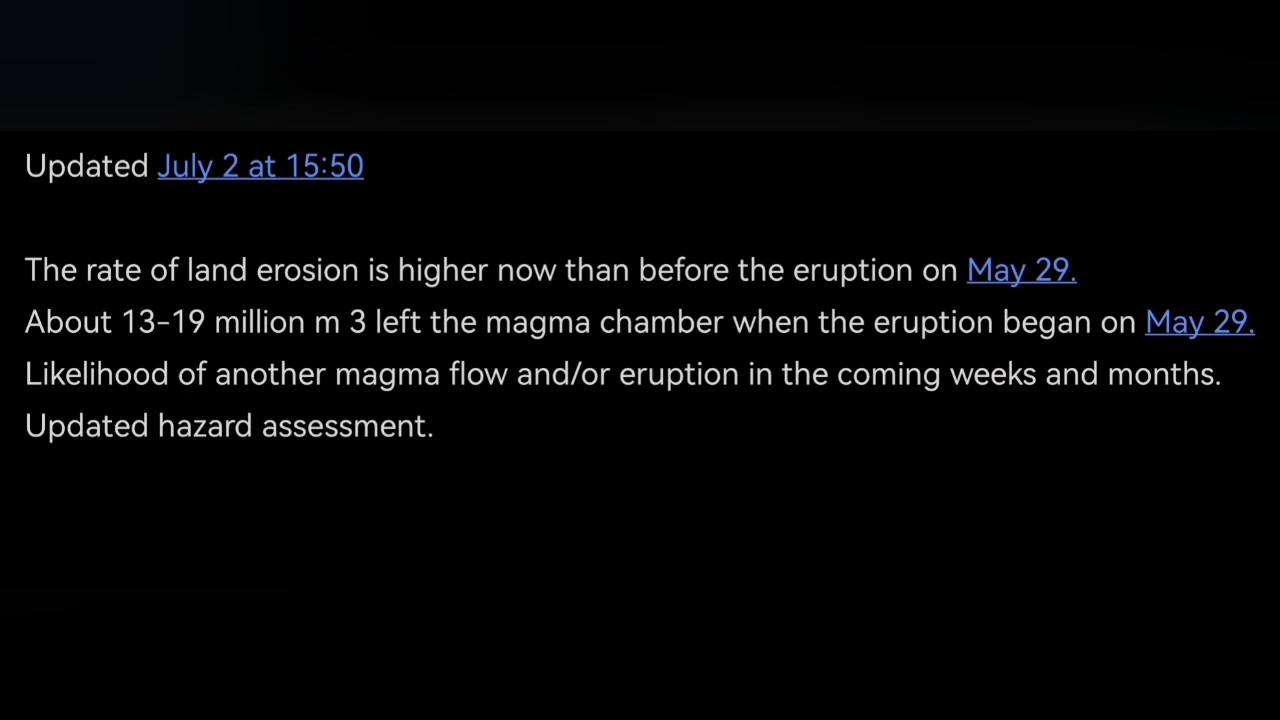 Updated July 2 at 15:50
The rate of land erosion is higher now than before the eruption on May 29.
About 13-19 million m 3 left the magma chamber when the eruption began on May 29.
Likelihood of another magma flow and/or eruption in the coming weeks and months.
Updated hazard assessment.